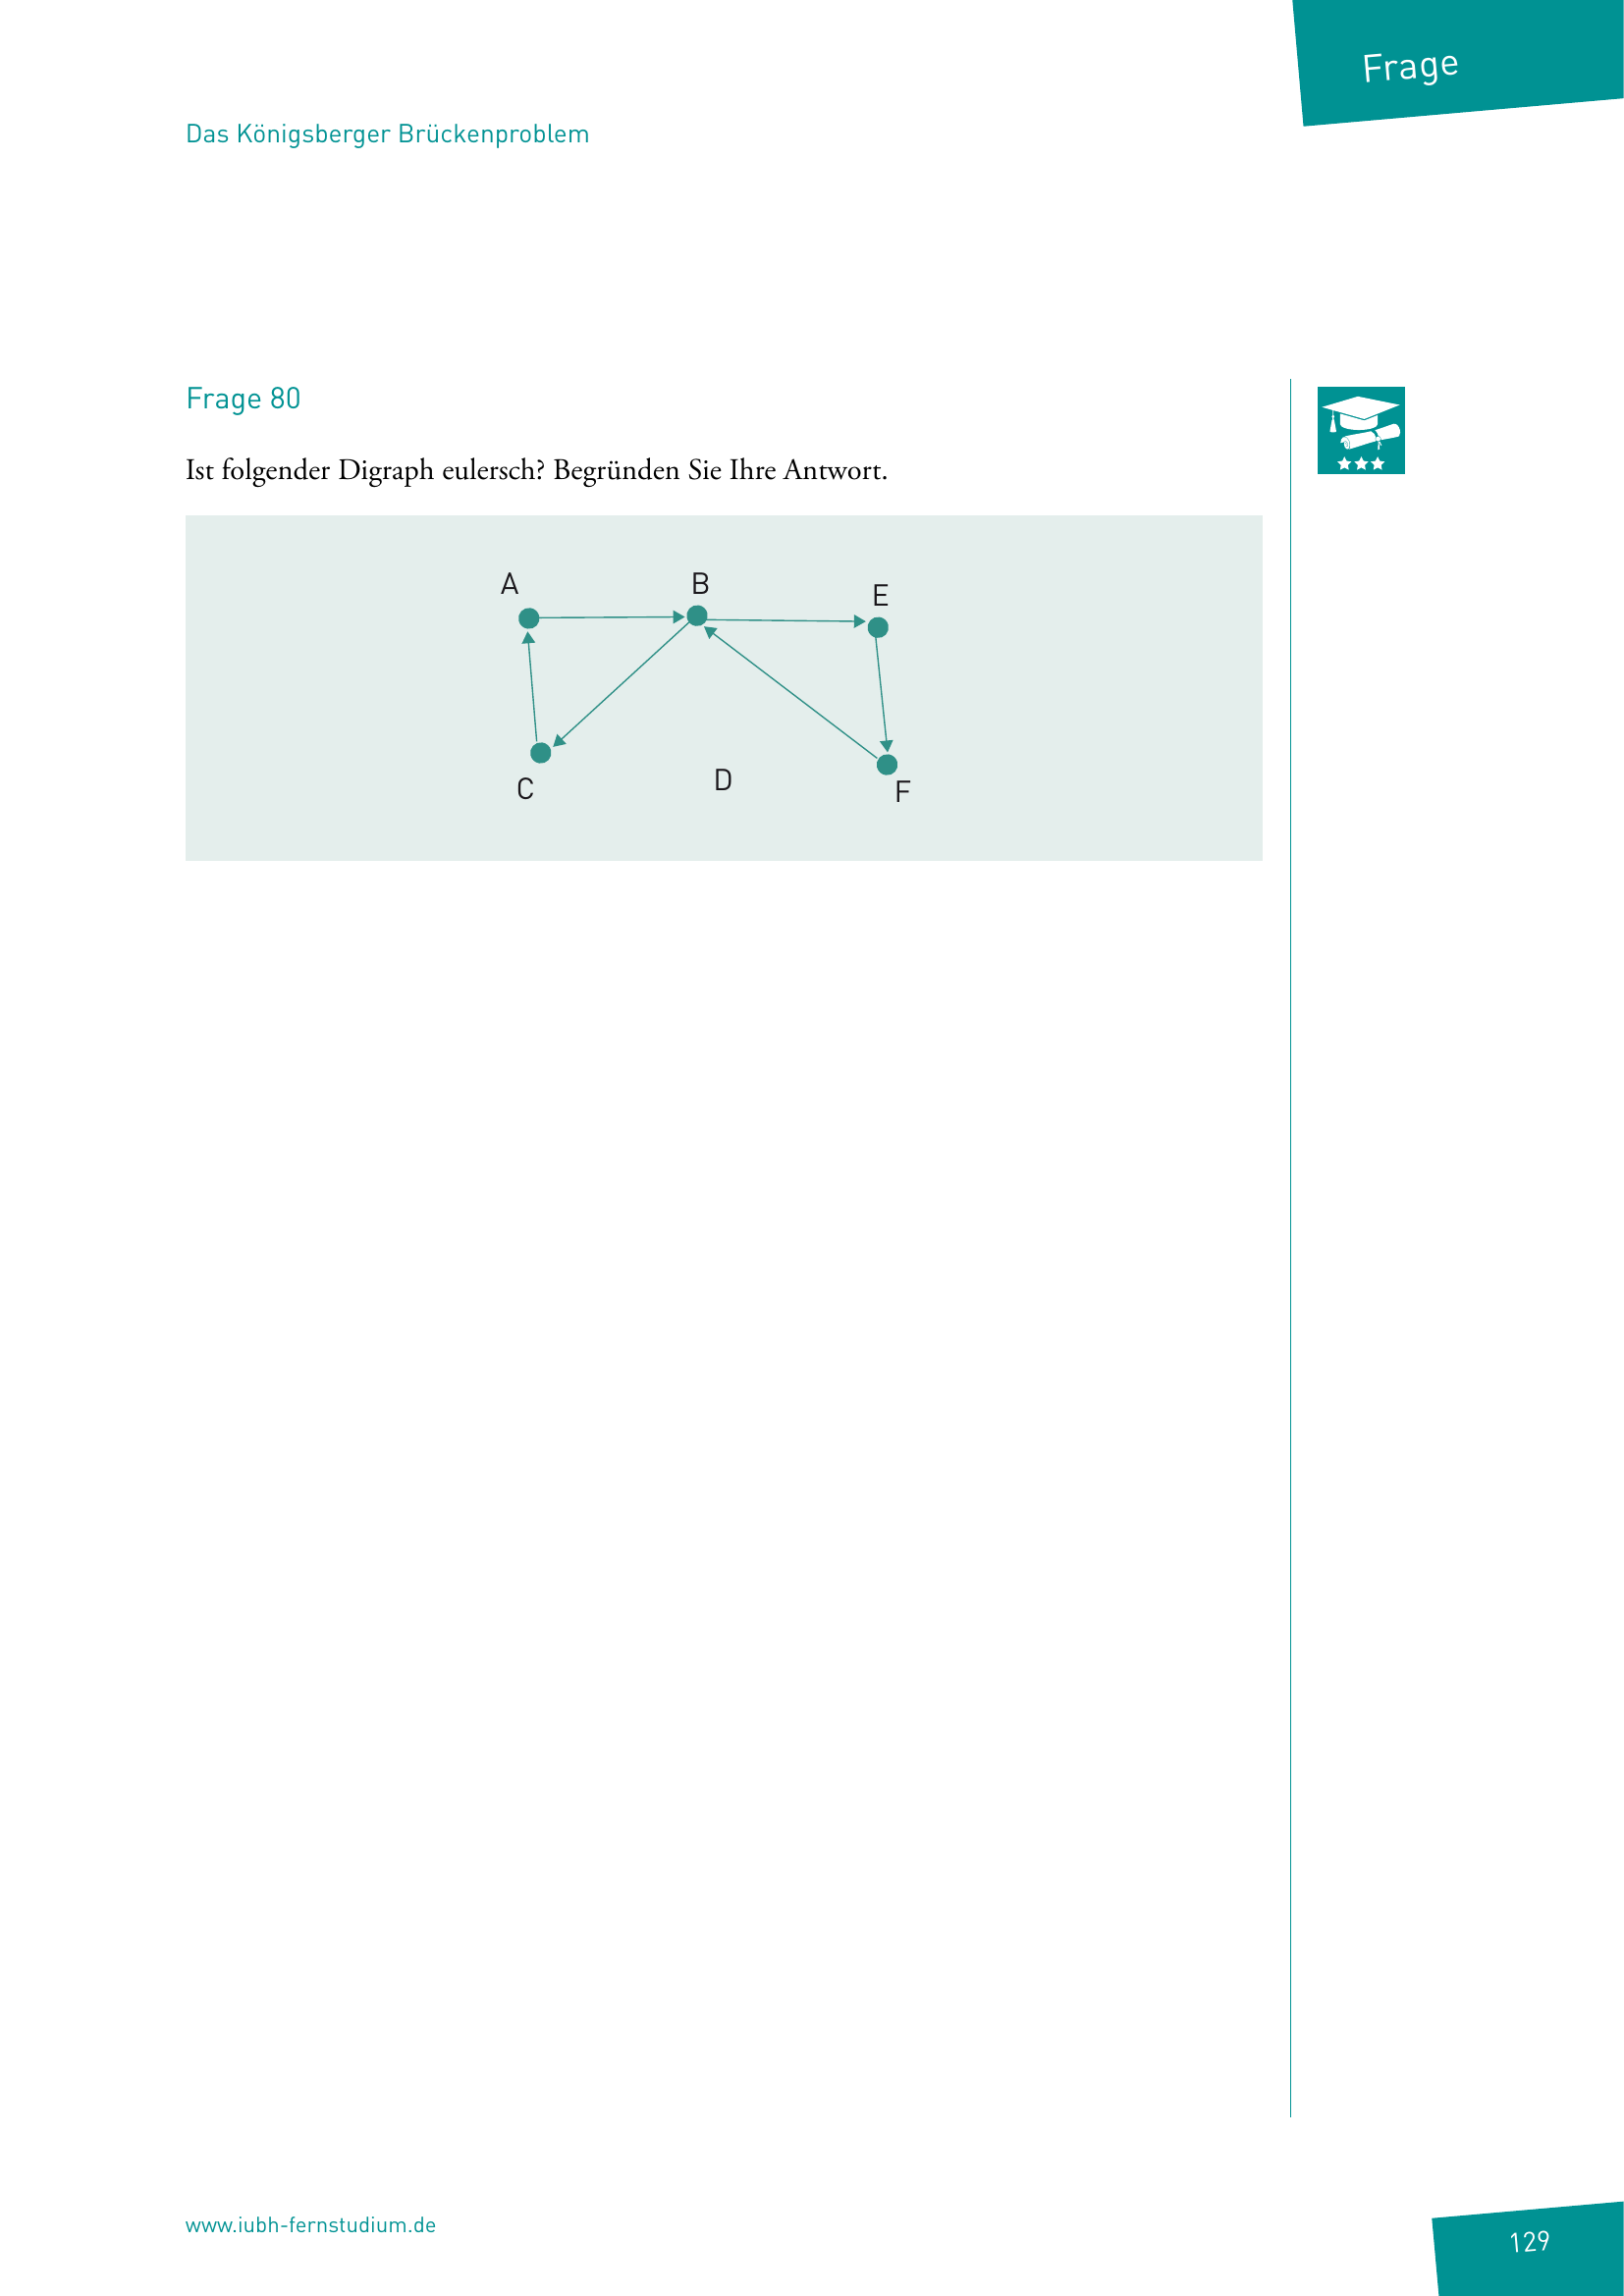 Frage
Das Königsberger Brückenproblem
Frage 80
Ist folgender Digraph eulersch? Begründen Sie Ihre Antwort.
A
B
E
C
D
F
www.iubh-fernstudium.de
129